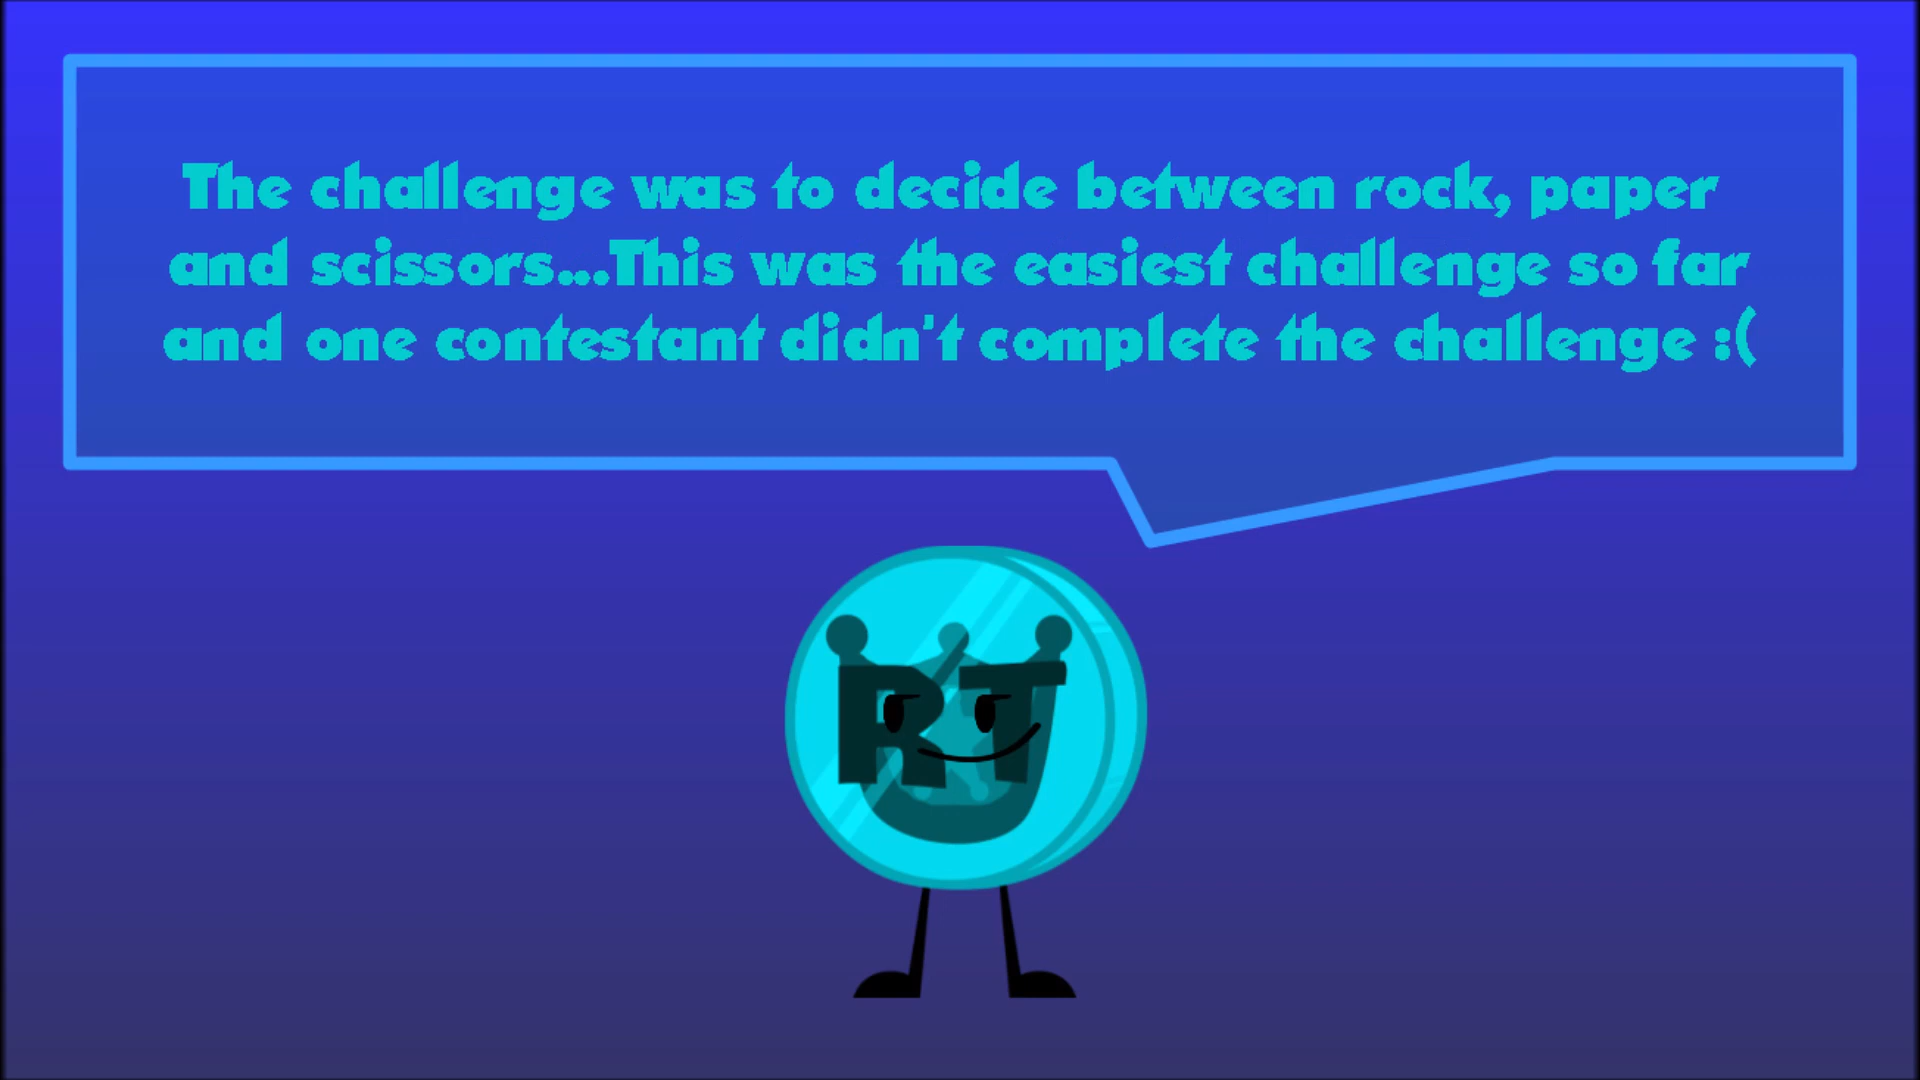 The challenge was to decide between rock, paper
and scissors...This was the easiest challenge so far
and one contestant didn't complete the challenge :(
RT